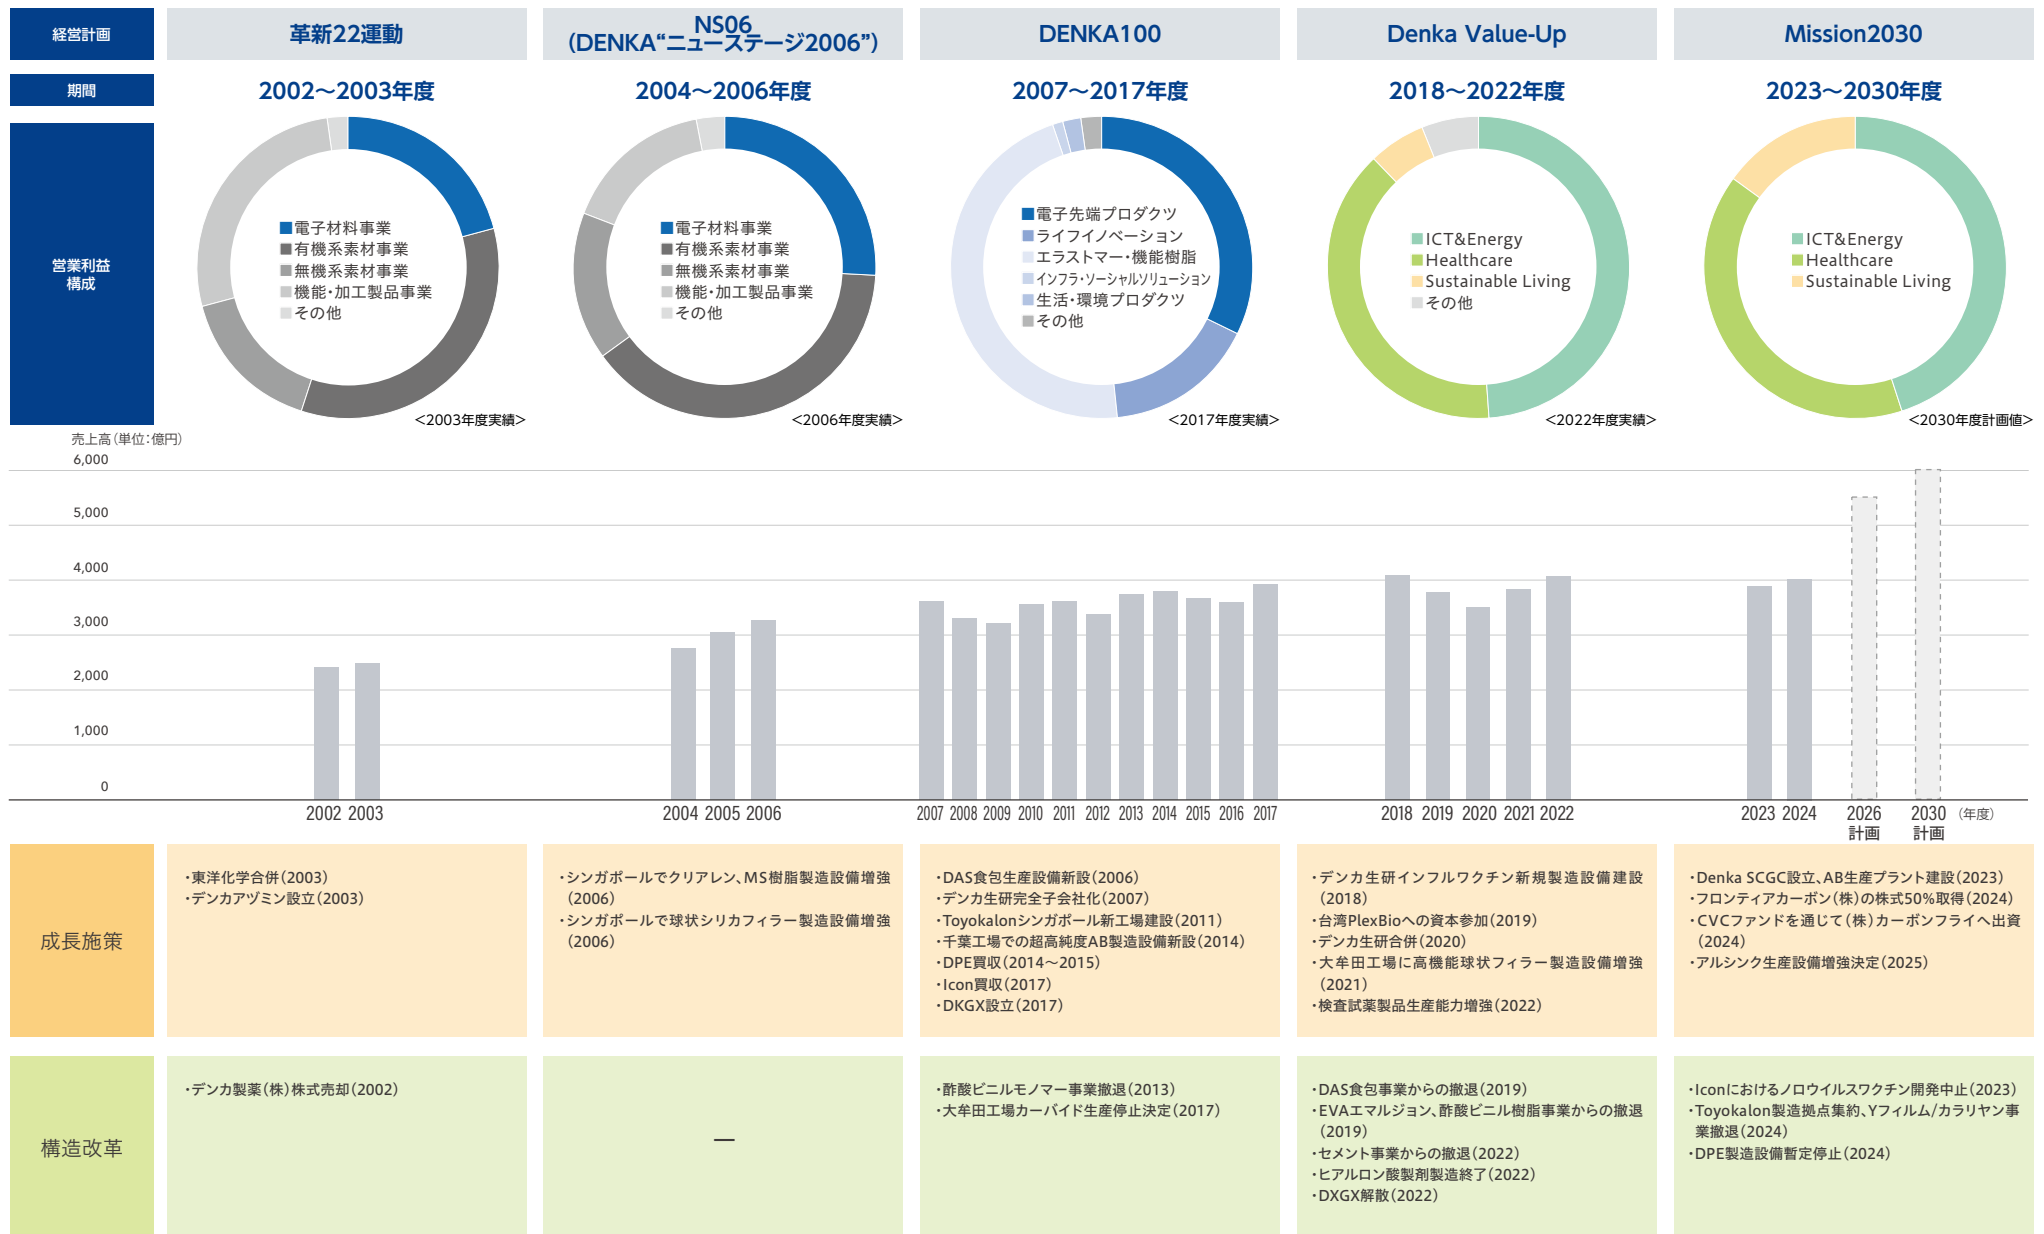 経営計画
革新22運動
NS06
（DENKA“ニューステージ2006”）
DENKA100
Denka Value-Up
Mission2030
期間
2002～2003年度
2004～2006年度
2007～2017年度
2018～2022年度
2023～2030年度
営業利益
構成
電子材料事業
有機系素材事業
無機系素材事業
機能・加工製品事業
その他
<2003年度実績>
電子材料事業
有機系素材事業
無機系素材事業
機能・加工製品事業
その他
<2006年度実績>
電子先端プロダクツ
ライフイノベーション
エラストマー・機能樹脂
インフラ・ソーシャルソリューション
生活・環境プロダクツ
その他
<2017年度実績>
ICT&Energy
Healthcare
Sustainable Living
その他
<2022年度実績>
ICT&Energy
Healthcare
Sustainable Living
<2030年度計画値>
売上高（単位：億円）
6,000
5,000
4,000
3,000
2,000
1,000
0
2002 2003
2004 2005 2006
2007 2008 2009 2010 2011 2012 2013 2014 2015 2016 2017
2018 2019 2020 2021 2022
2023 2024 2026 2030 （年度）
計画 計画
成長施策
・東洋化学合併（2003）
・デンカアヅミン設立（2003）
・シンガポールでクリアレン、MS樹脂製造設備増強
（2006）
・シンガポールで球状シリカフィラー製造設備増強
（2006）
・DAS食包生産設備新設（2006）
・デンカ生研完全子会社化（2007）
・Toyokalonシンガポール新工場建設（2011）
・千葉工場での超高純度AB製造設備新設（2014）
・DPE買収（2014～2015）
・Icon買収（2017）
・DKGX設立（2017）
・デンカ生研インフルワクチン新規製造設備建設
（2018）
・台湾PlexBioへの資本参加（2019）
・デンカ生研合併（2020）
・大牟田工場に高機能球状フィラー製造設備増強
（2021）
・検査試薬製品生産能力増強（2022）
・Denka SCGC設立、AB生産プラント建設（2023）
・フロンティアカーボン（株）の株式50%取得（2024）
・CVCファンドを通じて（株）カーボンフライへ出資
（2024）
・アルシンク生産設備増強決定（2025）
構造改革
・デンカ製薬（株）株式売却（2002）
―
・酢酸ビニルモノマー事業撤退（2013）
・大牟田工場カーバイド生産停止決定（2017）
・DAS食包事業からの撤退（2019）
・EVAエマルジョン、酢酸ビニル樹脂事業からの撤退
（2019）
・セメント事業からの撤退（2022）
・ヒアルロン酸製剤製造終了（2022）
・DXGX解散（2022）
・Iconにおけるノロウイルスワクチン開発中止（2023）
・Toyokalon製造拠点集約、Yフィルム/カラリヤン事
業撤退（2024）
・DPE製造設備暫定停止（2024）